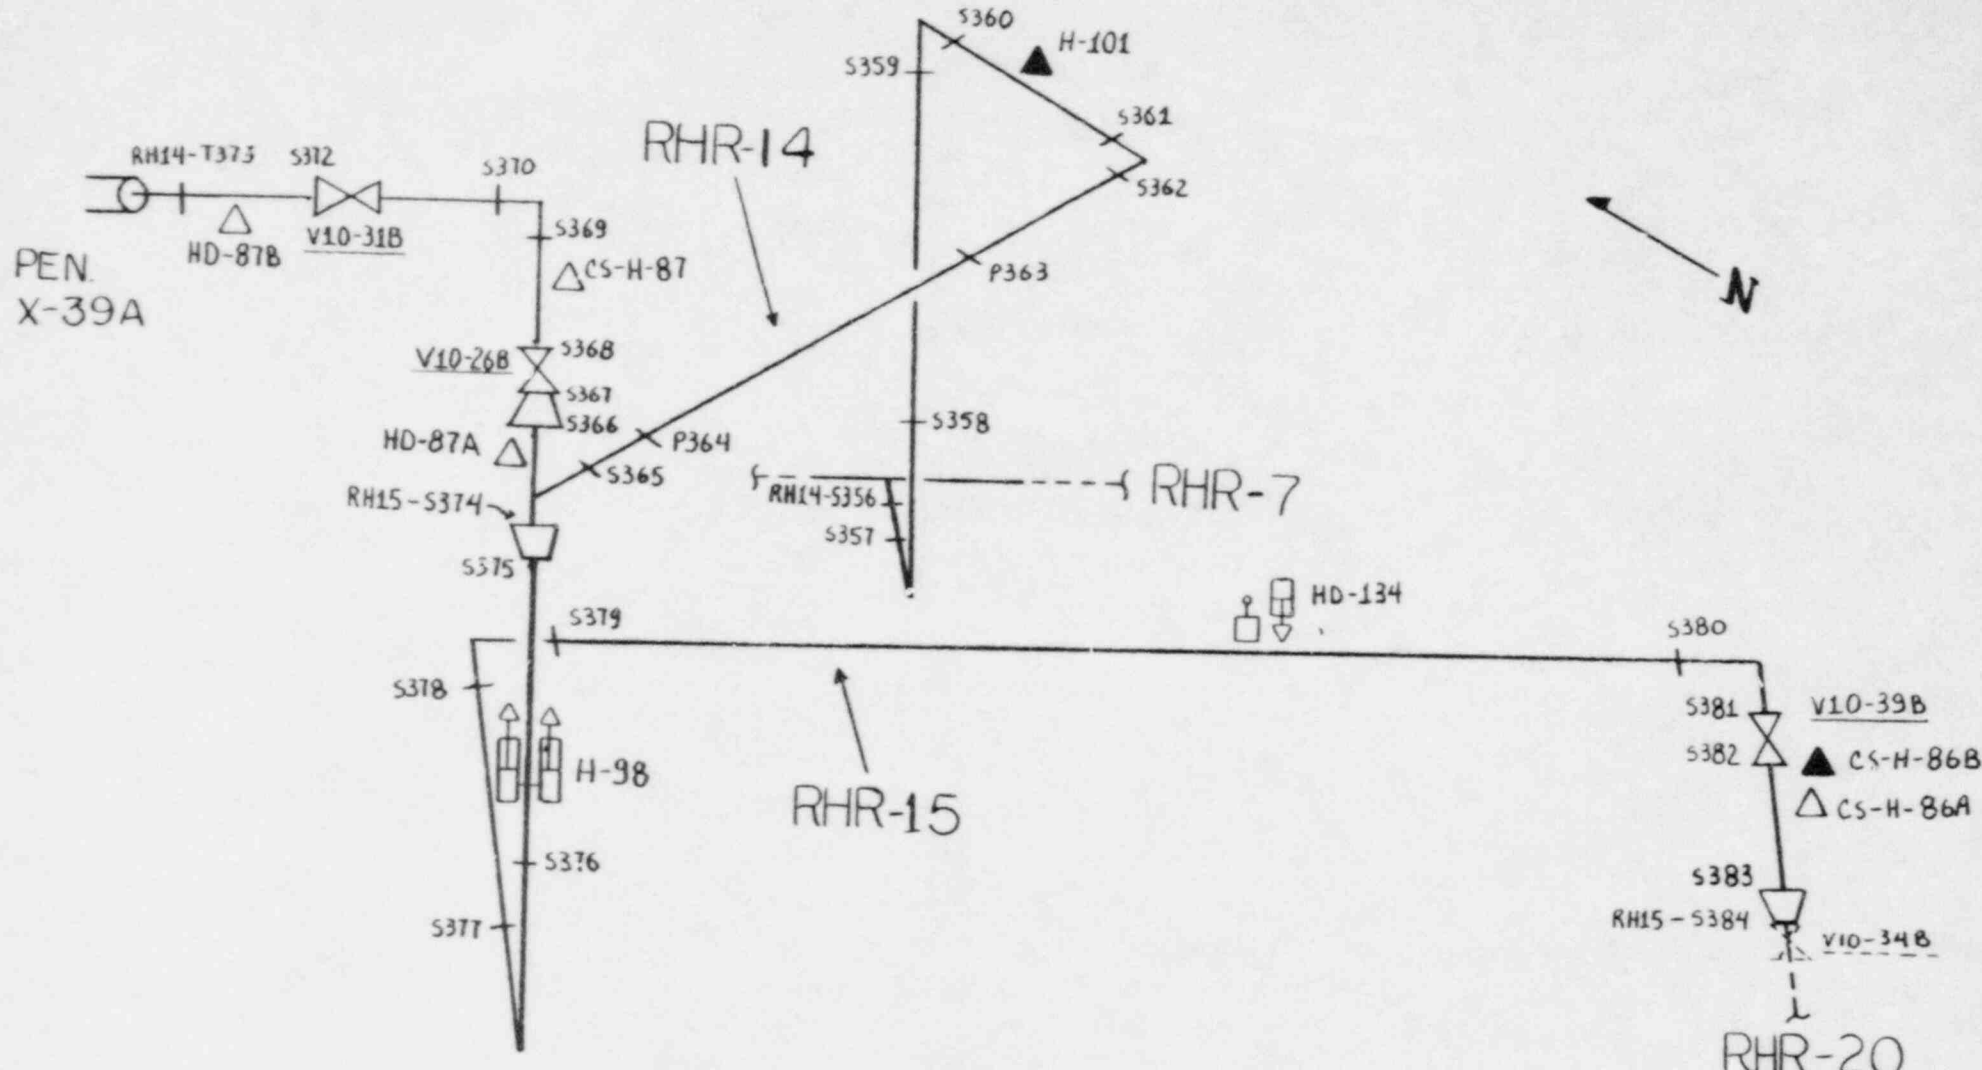 S360
H-101
S359
S361
RHR-14
RH14-T373
S372
S370
S362
S369
V10-31B
HD-87B
CS-H-87
PEN.
X-39A
P363
N
V10-26B
S368
S367
S366
S358
HD-87A
P364
S365
RHR-7
RH14-S356
RH15-S374
S357
S375
HD-134
S379
S380
S378
S381
V10-39B
S382
CS-H-86B
H-98
CS-H-86A
RHR-15
S376
S383
S377
RH15-S384
V10-34B
RHR-20